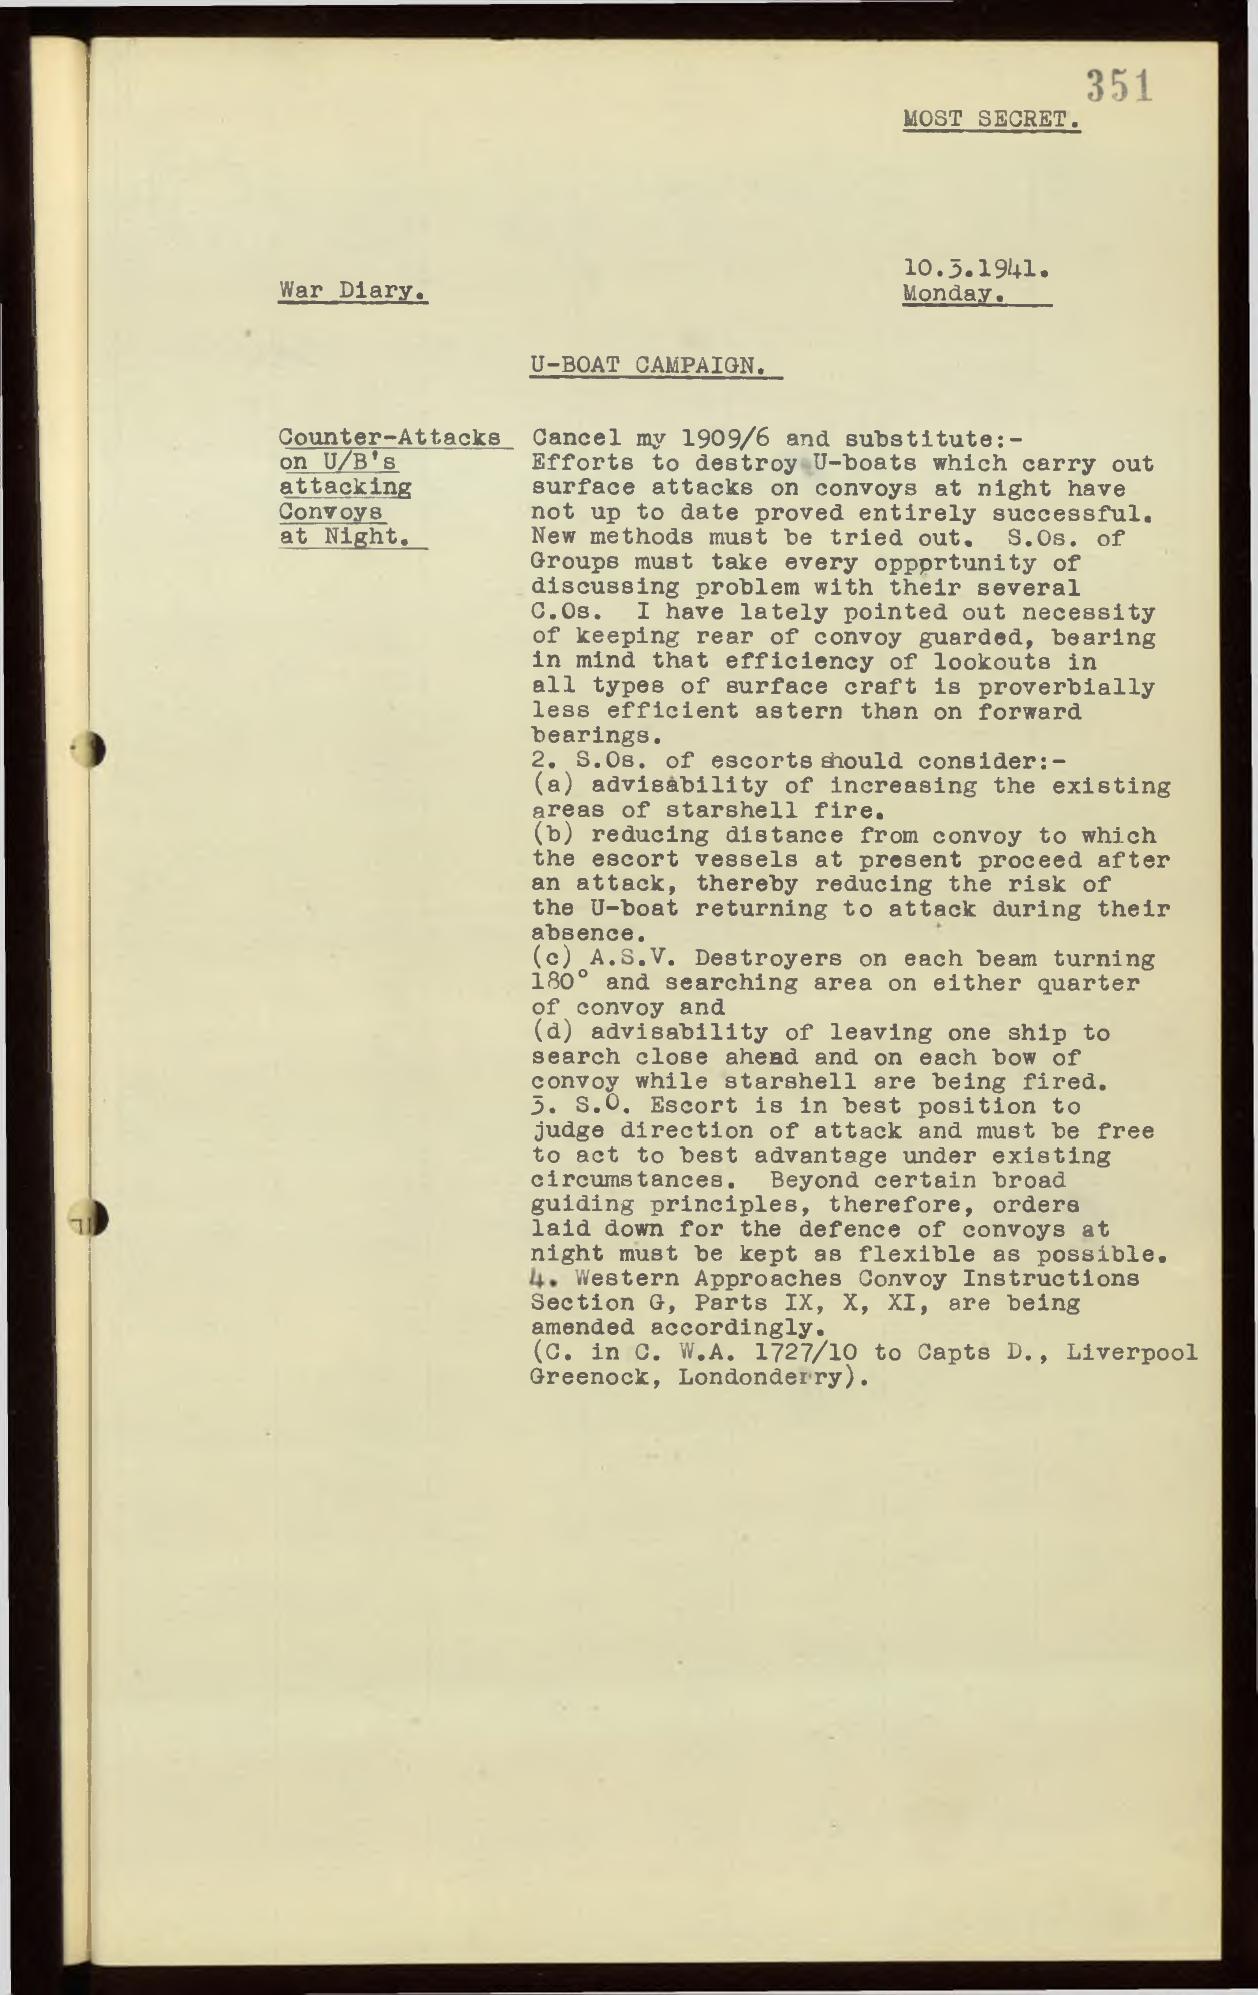 351
MOST SECRET.
10.3.1941.
War Diary.
Monday.
U-BOAT CAMPAIGN.
Counter-Attacks
on U/B's
attacking
Convoys
at Night.
Cancel my 1909/6 and substitute:-
Efforts to destroy U-boats which carry out
surface attacks on convoys at night have
not up to date proved entirely successful.
New methods must be tried out. S.Os. of
Groups must take every opportunity of
discussing problem with their several
C.Os. I have lately pointed out necessity
of keeping rear of convoy guarded, bearing
in mind that efficiency of lookouts in
all types of surface craft is proverbially
less efficient astern than on forward
bearings.
2. S.Os. of escorts should consider:-
(a) advisability of increasing the existing
areas of starshell fire.
(b) reducing distance from convoy to which
the escort vessels at present proceed after
an attack, thereby reducing the risk of
the U-boat returning to attack during their
absence.
(c) A.S.V. Destroyers on each beam turning
180° and searching area on either quarter
of convoy and
(d) advisability of leaving one ship to
search close ahead and on each bow of
convoy while starshell are being fired.
3. S.O. Escort is in best position to
judge direction of attack and must be free
to act to best advantage under existing
circumstances. Beyond certain broad
guiding principles, therefore, orders
laid down for the defence of convoys at
night must be kept as flexible as possible.
4. Western Approaches Convoy Instructions
Section G, Parts IX, X, XI, are being
amended accordingly.
(C. in C. W.A. 1727/10 to Capts D., Liverpool
Greenock, Londonderry).